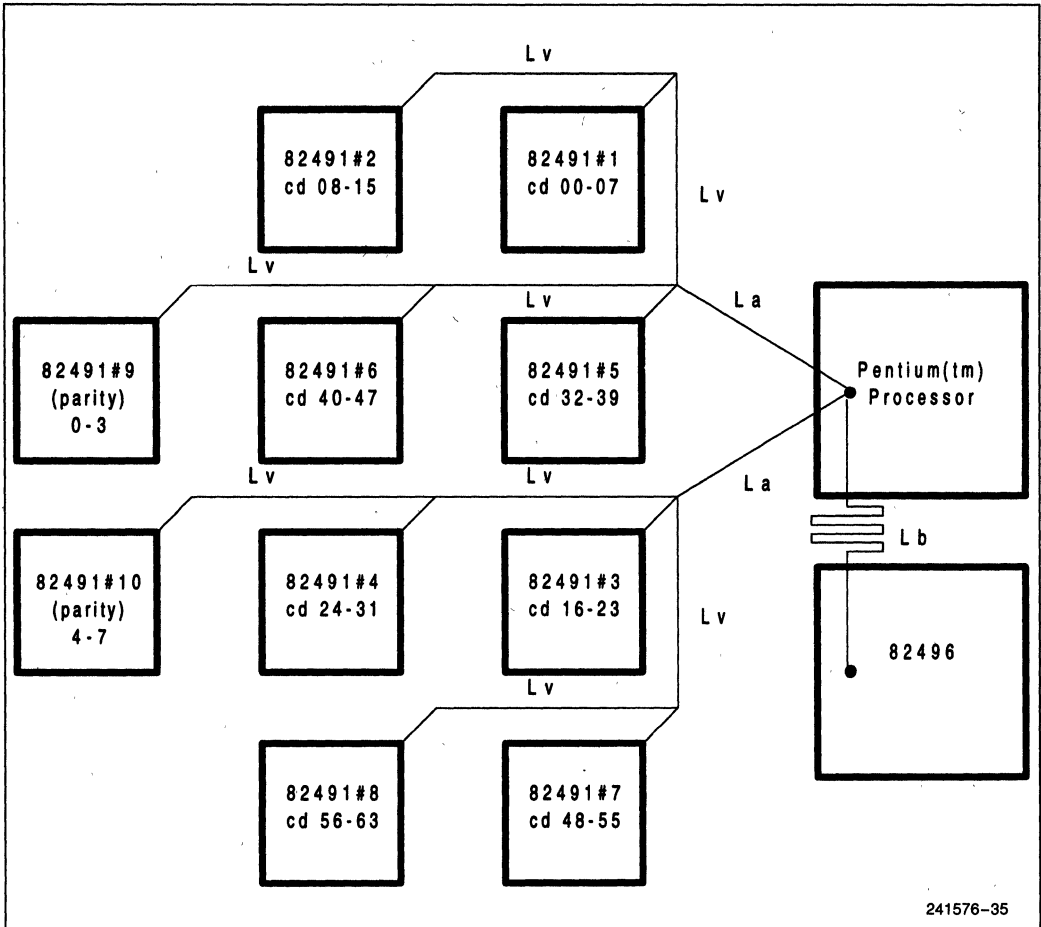 Lv
82491#2
cd 08-15
82491#1
cd 00-07
Lv
Lv
Lv
La
82491#9
(parity)
0-3
82491#6
cd 40-47
82491#5
cd 32-39
Pentium(tm)
Processor
Lv
Lv
La
Lb
82491#10
(parity)
4-7
82491#4
cd 24-31
82491#3
cd 16-23
Lv
82496
Lv
82491#8
cd 56-63
82491#7
cd 48-55
241576-35